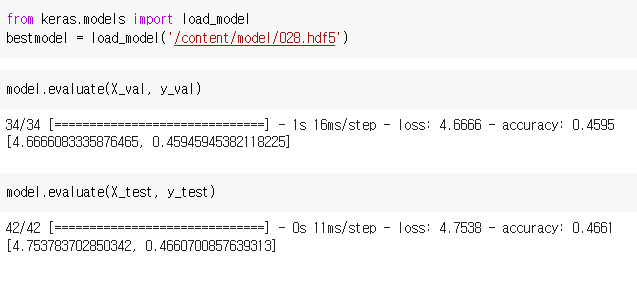 from keras.models import load_model
bestmodel = load_model('/content/model/028.hdf5')
model.evaluate(X_val, y_val)
34/34 [==============================] - 1s 16ms/step - loss: 4.6666 - accuracy: 0.4595
[4.6666083335876465, 0.45945945382118225]
model.evaluate(X_test, y_test)
42/42 [==============================] - 0s 11ms/step - loss: 4.7538 - accuracy: 0.4661
[4.753783702850342, 0.4660700857639313]